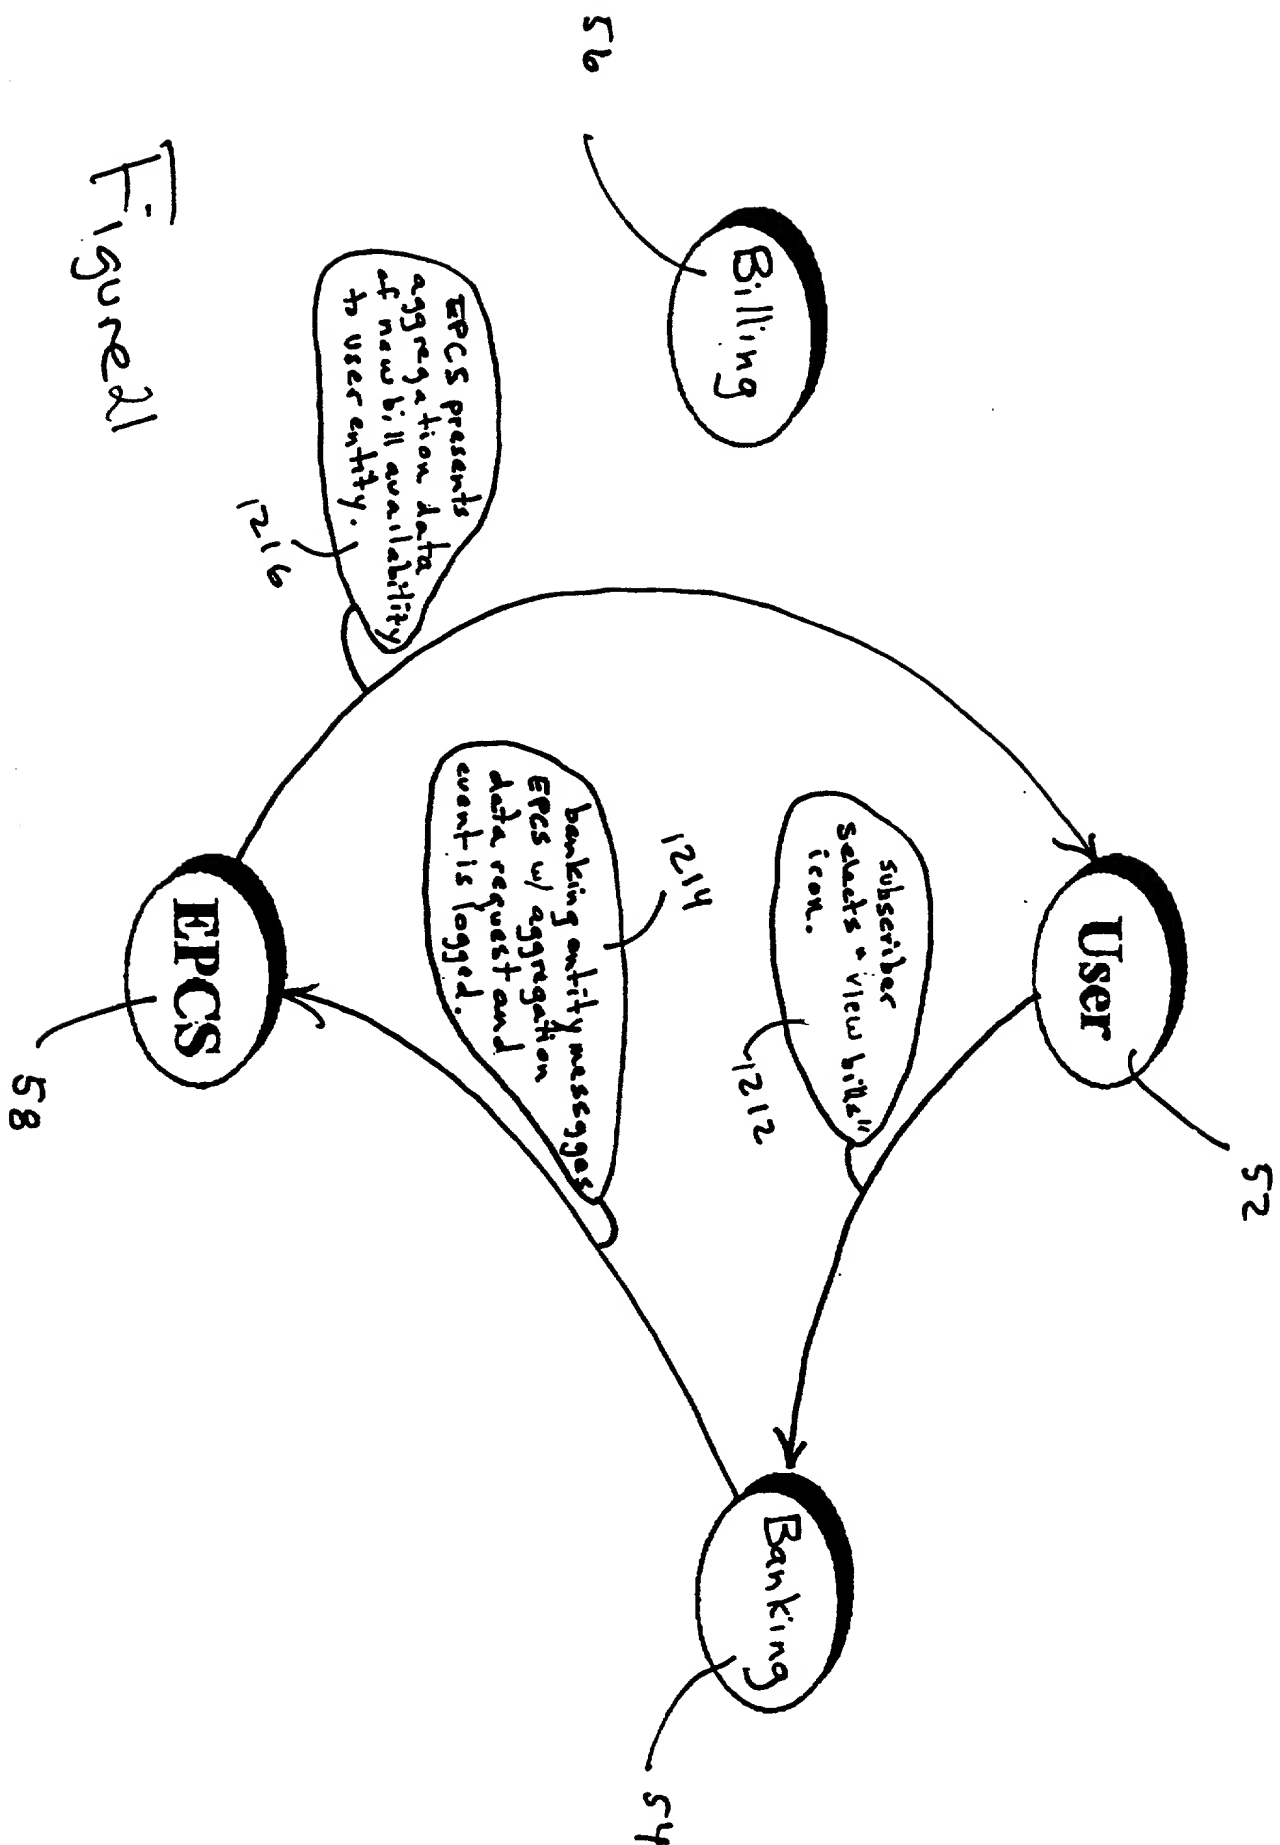 52
User
subscriber
selects "view bills"
icon.
1212
1214
banking entity messages
EPCS w/ aggregation
data request and
event is logged.
56
Billing
Banking
54
EPCS presents
aggregation data
of new bill availability
to user entity.
1216
EPCS
58
Figure 21